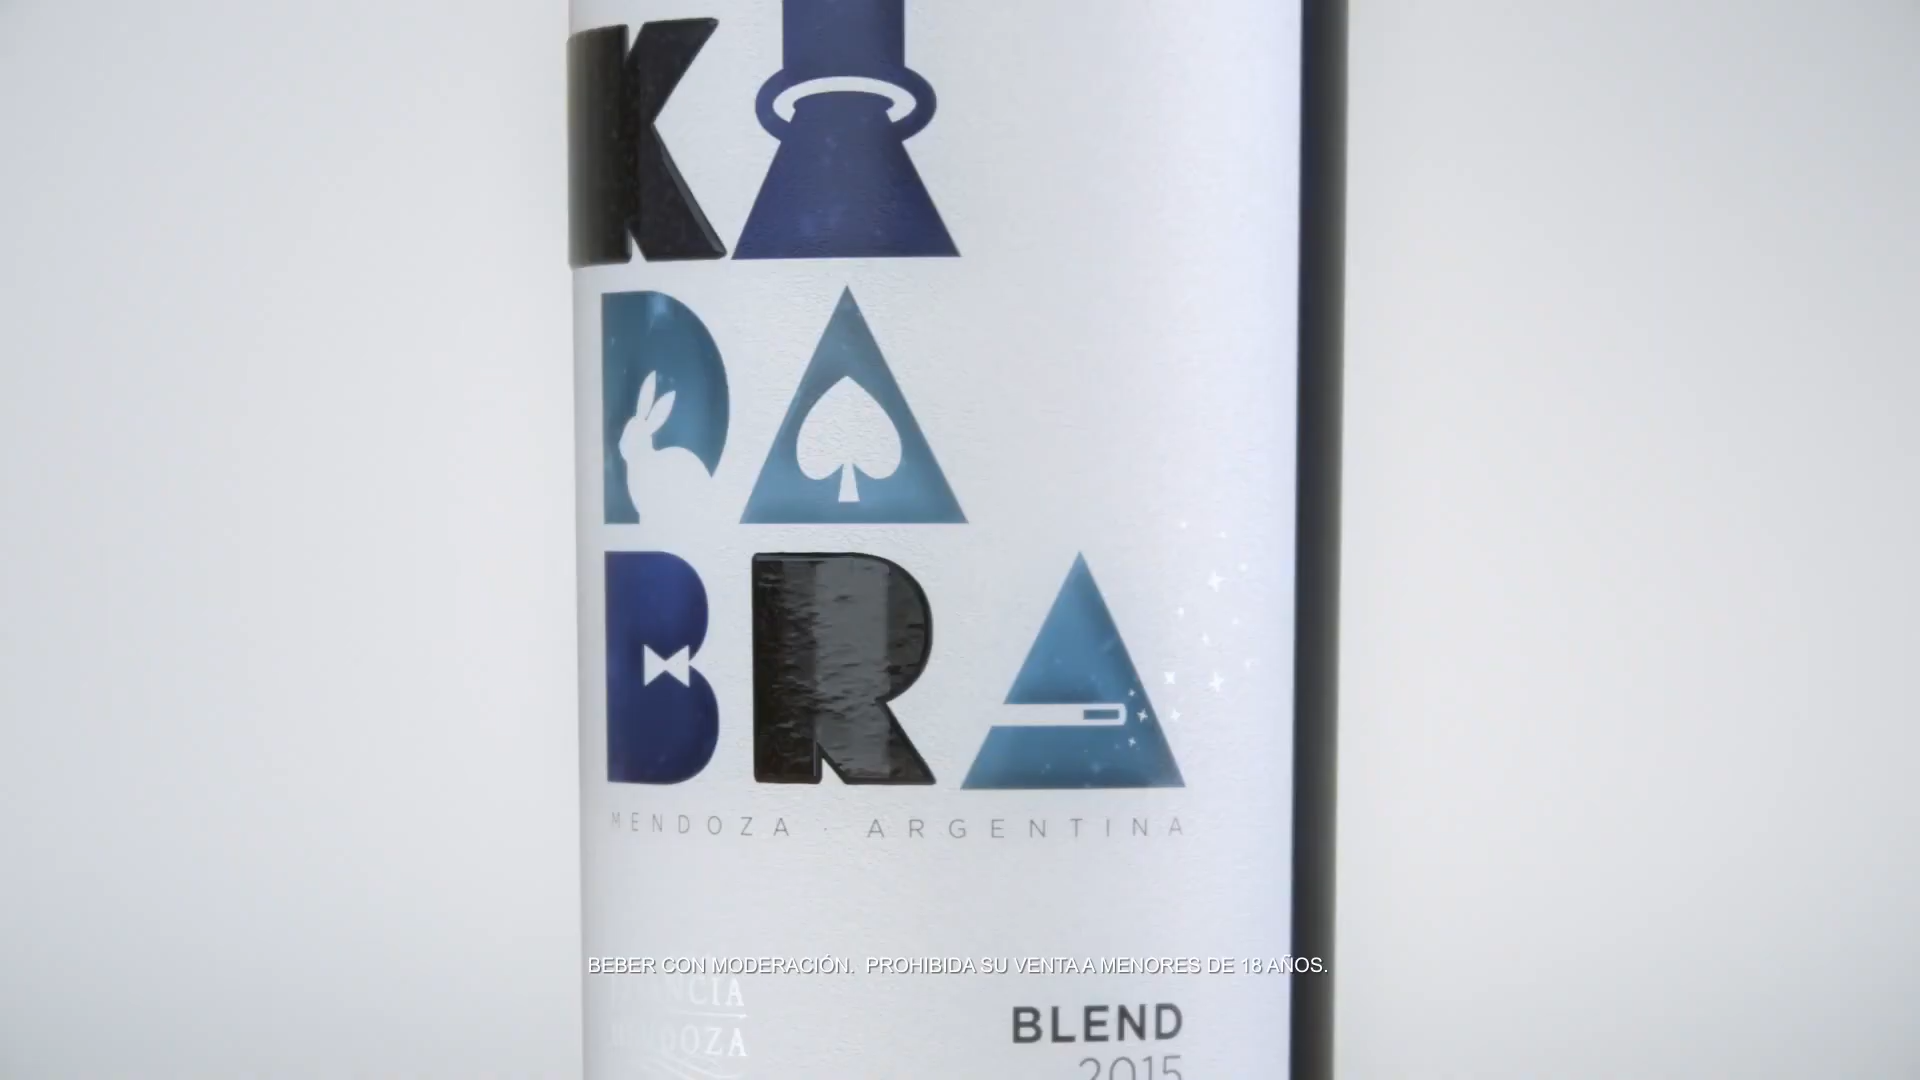 KA
DA
BRA
MENDOZA · ARGENTINA
BEBER CON MODERACIÓN. PROHIBIDA SU VENTA A MENORES DE 18 AÑOS.
BLEND
2015